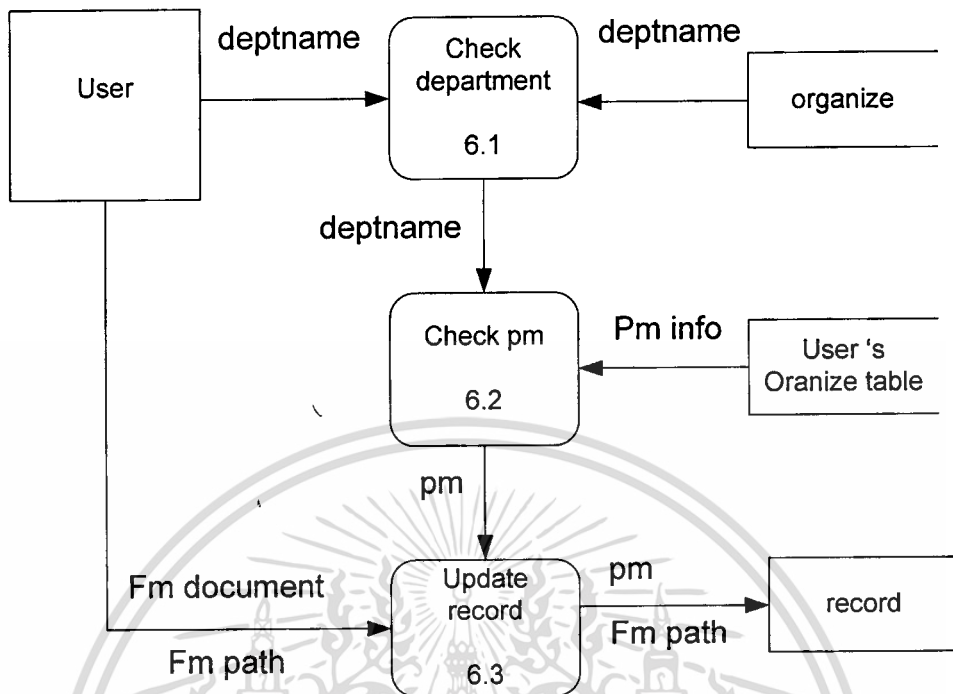 deptname
deptname
User
Check
department
6.1
organize
deptname
Check pm
6.2
Pm info
User ‘s
Oranize table
pm
Fm document
Fm path
Update
record
6.3
pm
Fm path
record